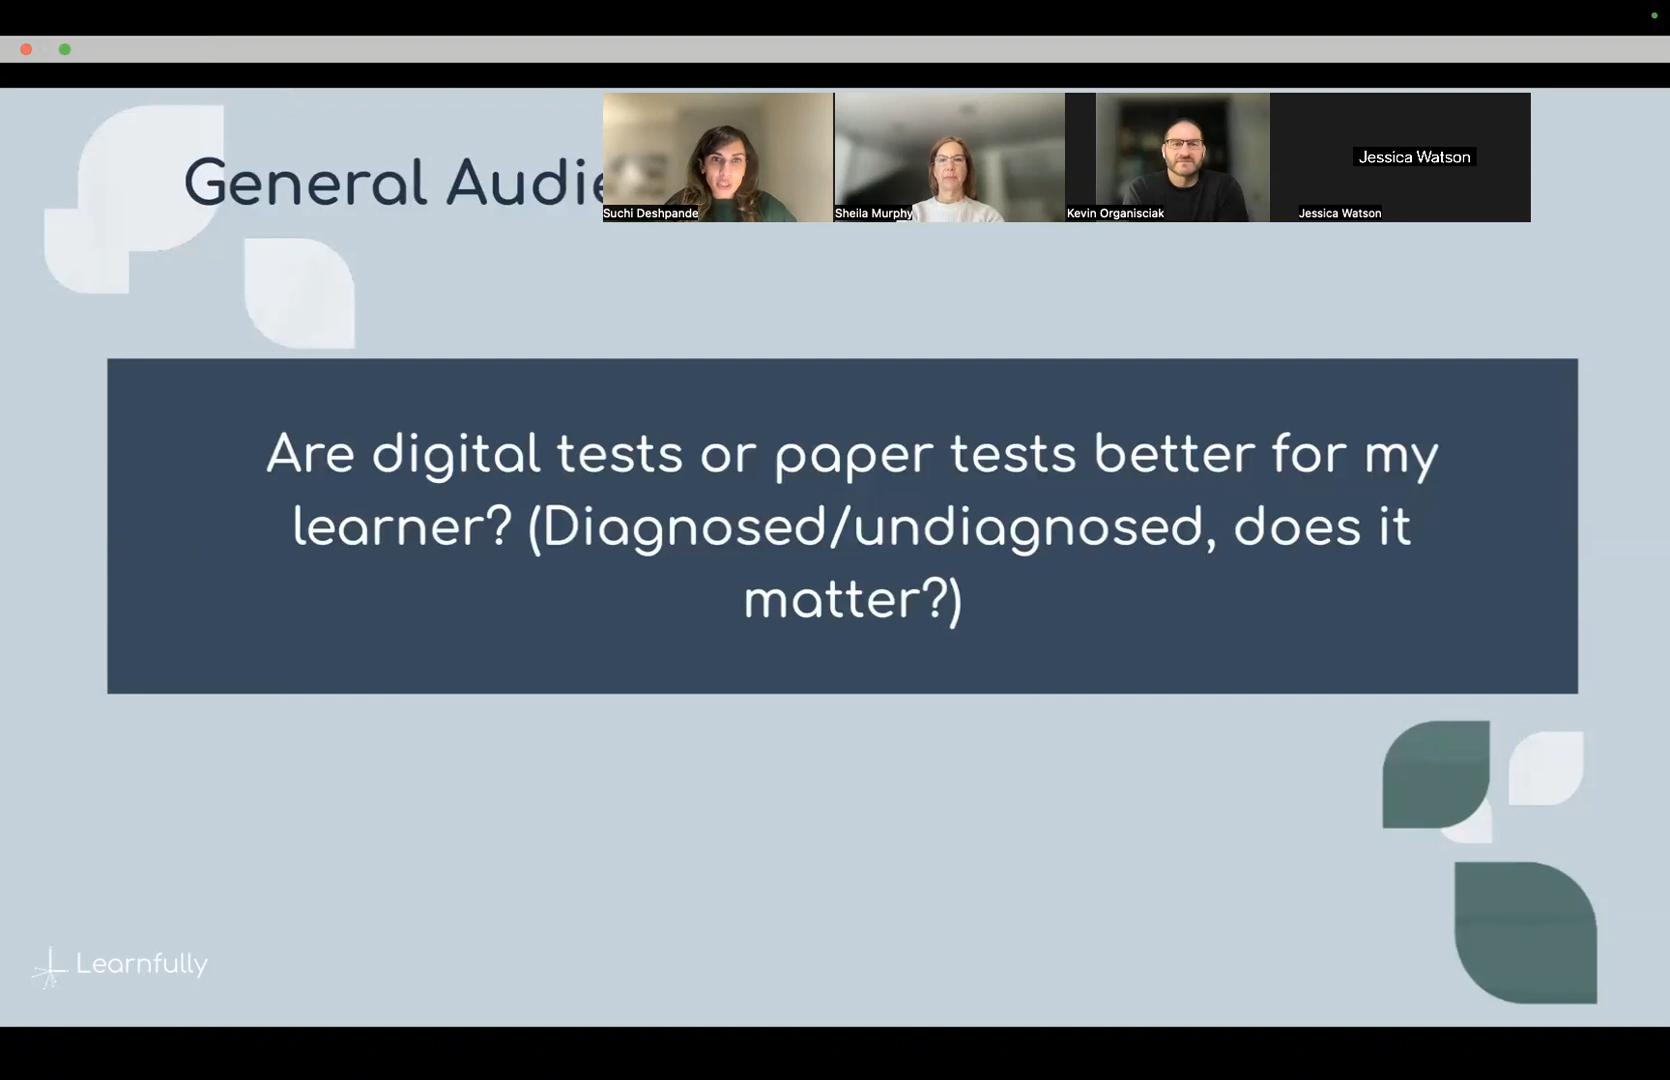 General Audie
Jessica Watson
Suchi Deshpande
Sheila Murphy
Kevin Organisciak
Jessica Watson
Are digital tests or paper tests better for my
learner? (Diagnosed/undiagnosed, does it
matter?)
Learnfully